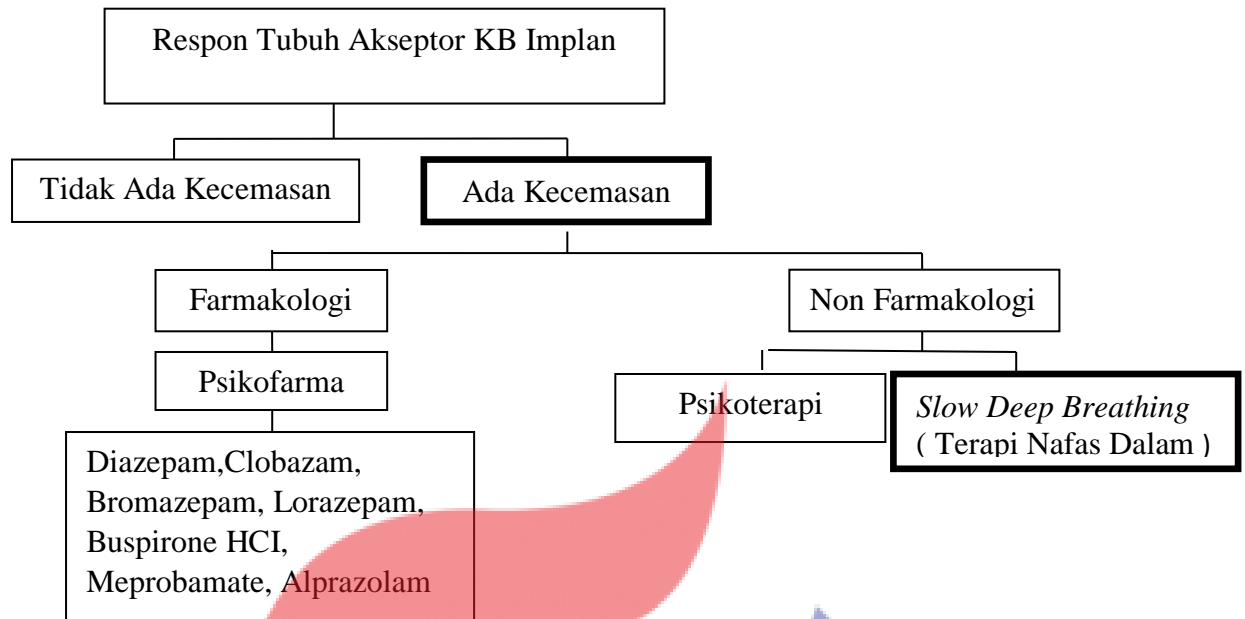 Respon Tubuh Akseptor KB Implan
Tidak Ada Kecemasan
Ada Kecemasan
Farmakologi
Non Farmakologi
Psikofarma
Psikoterapi
Slow Deep Breathing
( Terapi Nafas Dalam )
Diazepam,Clobazam,
Bromazepam, Lorazepam,
Buspirone HCI,
Meprobamate, Alprazolam